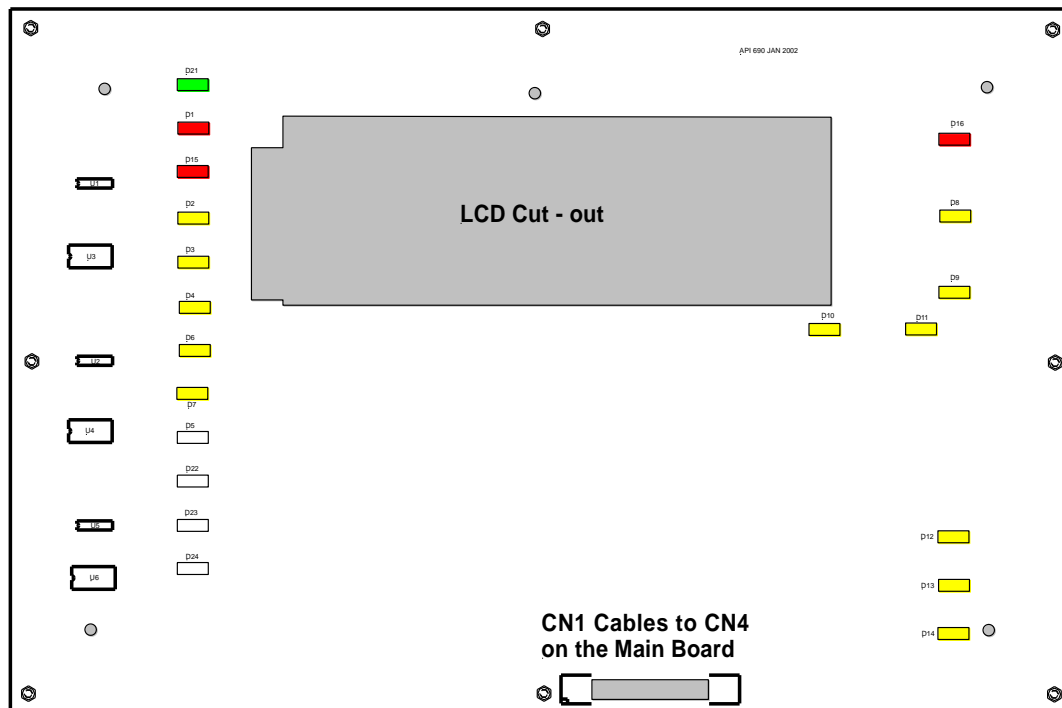 API 690 JAN 2002
D21
D1
D16
D15
U1
D2
D8
LCD Cut - out
D3
U3
D9
D4
D10
D11
D6
U2
D7
D5
U4
D22
D23
U5
D12
D24
U6
D13
CN1 Cables to CN4
on the Main Board
D14